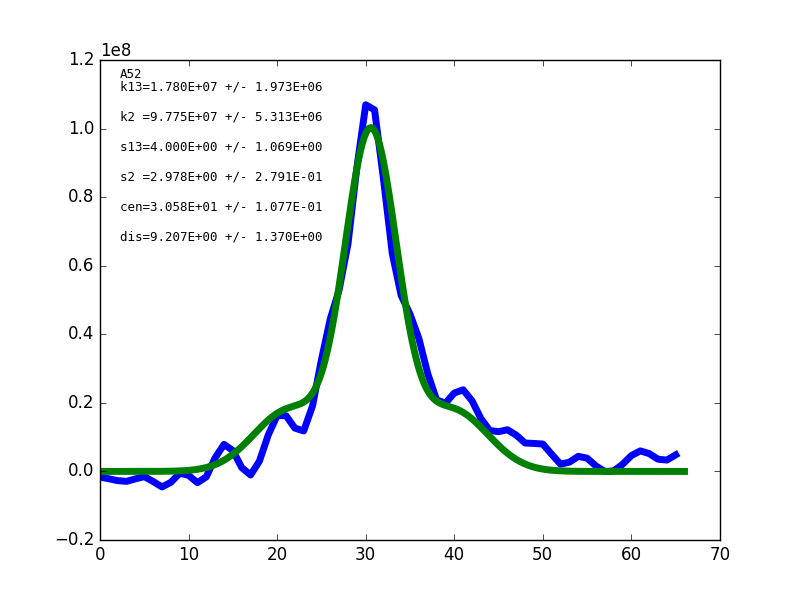 1e8
A52
k13=1.780E+07 +/- 1.973E+06
k2 =9.775E+07 +/- 5.313E+06
s13=4.000E+00 +/- 1.069E+00
s2 =2.978E+00 +/- 2.791E-01
cen=3.058E+01 +/- 1.077E-01
dis=9.207E+00 +/- 1.370E+00
1.2
1.0
0.8
0.6
0.4
0.2
0.0
−0.2
0 10 20 30 40 50 60 70